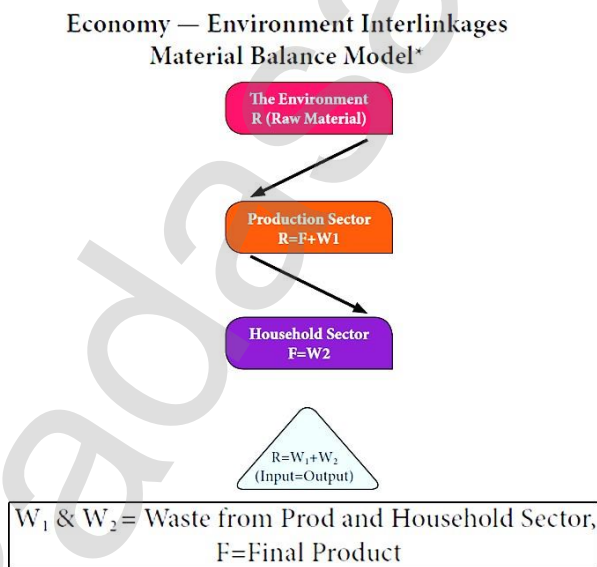 Economy — Environment Interlinkages
Material Balance Model*
The Environment
R (Raw Material)
Production Sector
R=F+W1
Household Sector
F=W2
R=W₁+W₂
(Input=Output)
W₁ & W₂ = Waste from Prod and Household Sector,
F=Final Product